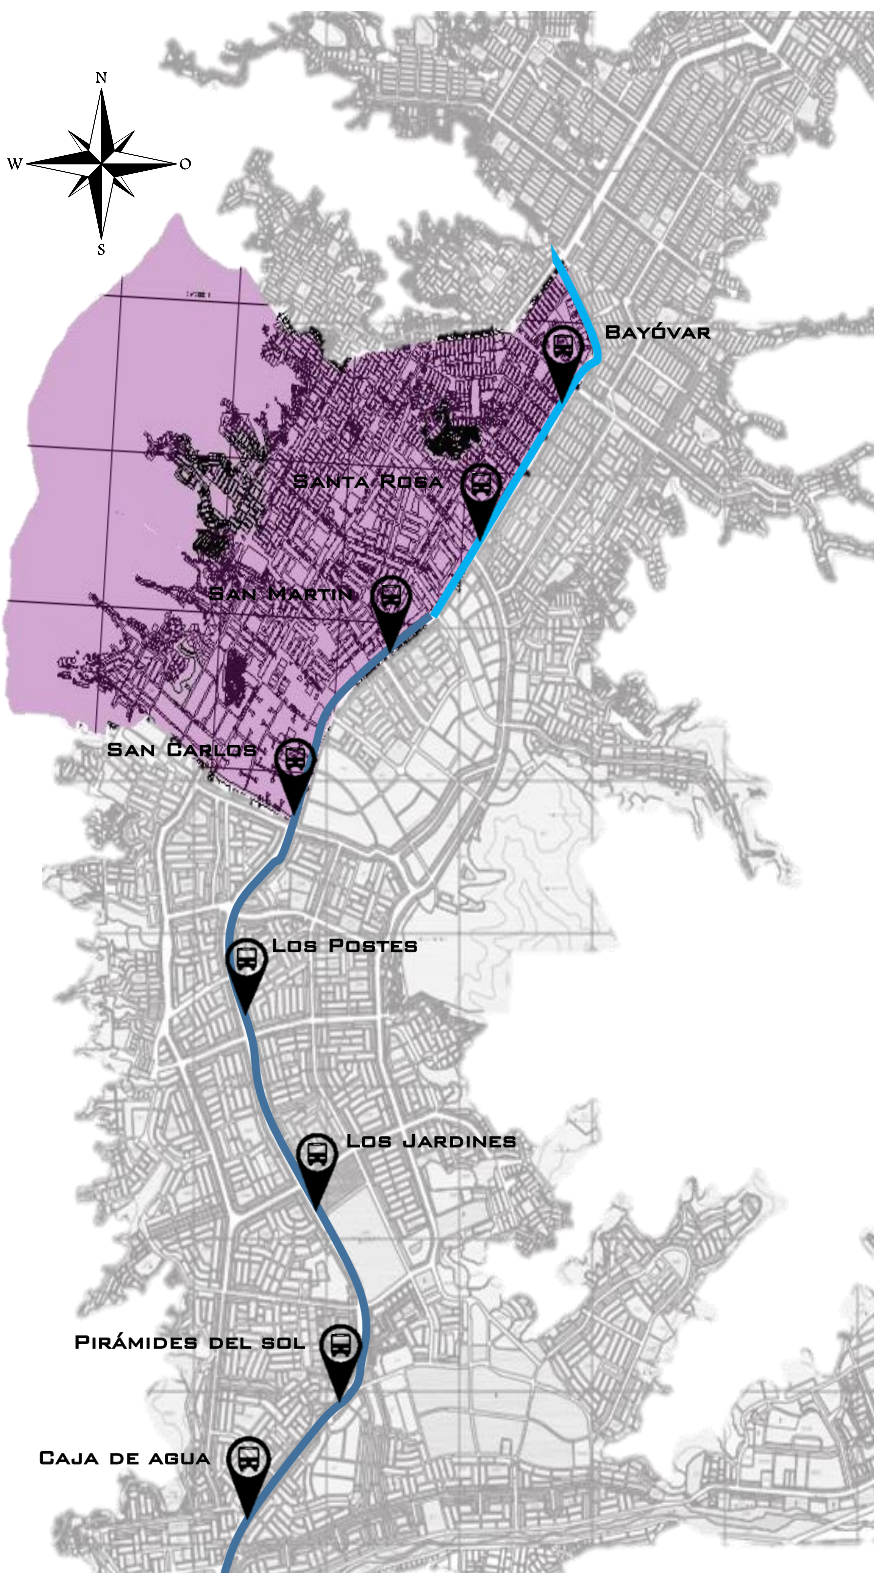 N
W O
S
Bayóvar
Santa Rosa
San Martin
San Carlos
Los Postes
Los Jardines
Pirámides del sol
Caja de agua